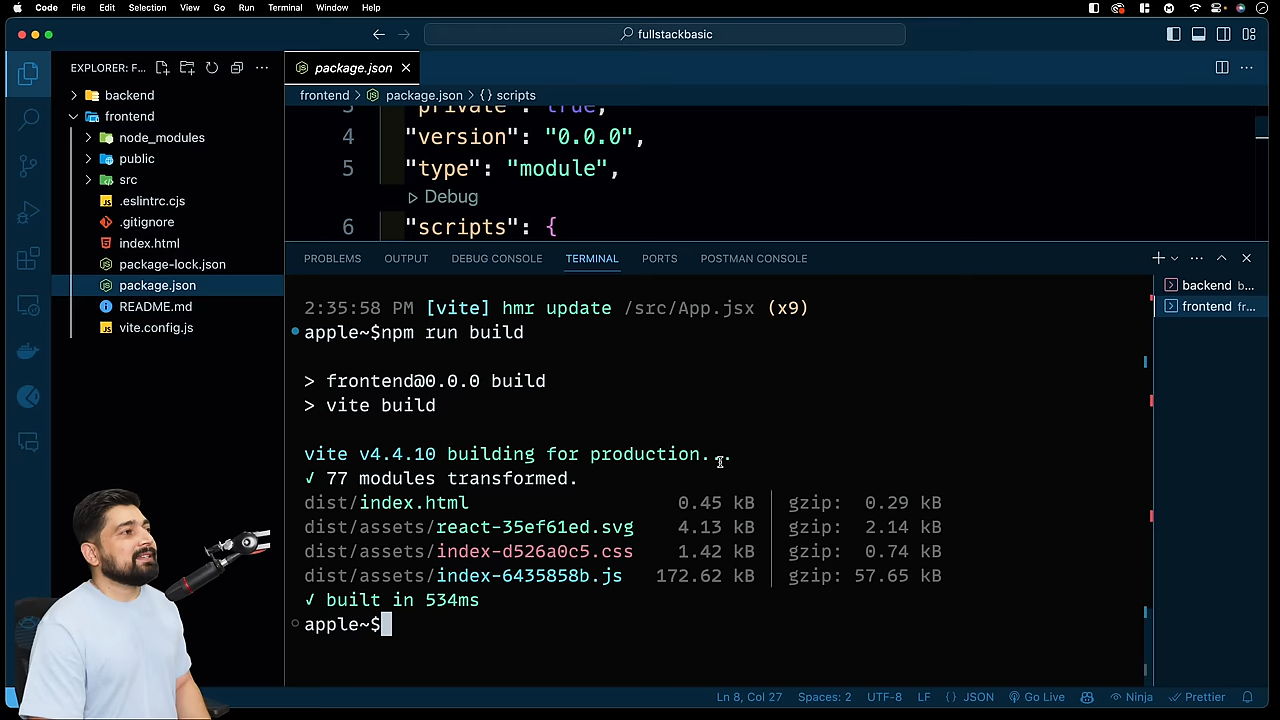 Code File Edit Selection View Go Run Terminal Window Help
fullstackbasic
EXPLORER: F...
package.json
frontend > package.json > {} scripts
backend
frontend
node_modules
public
src
.eslintrc.cjs
.gitignore
index.html
package-lock.json
package.json
README.md
vite.config.js
3 "private": true,
4 "version": "0.0.0",
5 "type": "module",
Debug
6 "scripts": {
PROBLEMS OUTPUT DEBUG CONSOLE TERMINAL PORTS POSTMAN CONSOLE
backend b...
frontend fr...
2:35:58 PM [vite] hmr update /src/App.jsx (x9)
apple~$npm run build
> frontend@0.0.0 build
> vite build
vite v4.4.10 building for production...
✓ 77 modules transformed.
dist/index.html 0.45 kB │ gzip: 0.29 kB
dist/assets/react-35ef61ed.svg 4.13 kB │ gzip: 2.14 kB
dist/assets/index-d526a0c5.css 1.42 kB │ gzip: 0.74 kB
dist/assets/index-6435858b.js 172.62 kB │ gzip: 57.65 kB
✓ built in 534ms
apple~$
Ln 8, Col 27 Spaces: 2 UTF-8 LF {} JSON Go Live Ninja Prettier